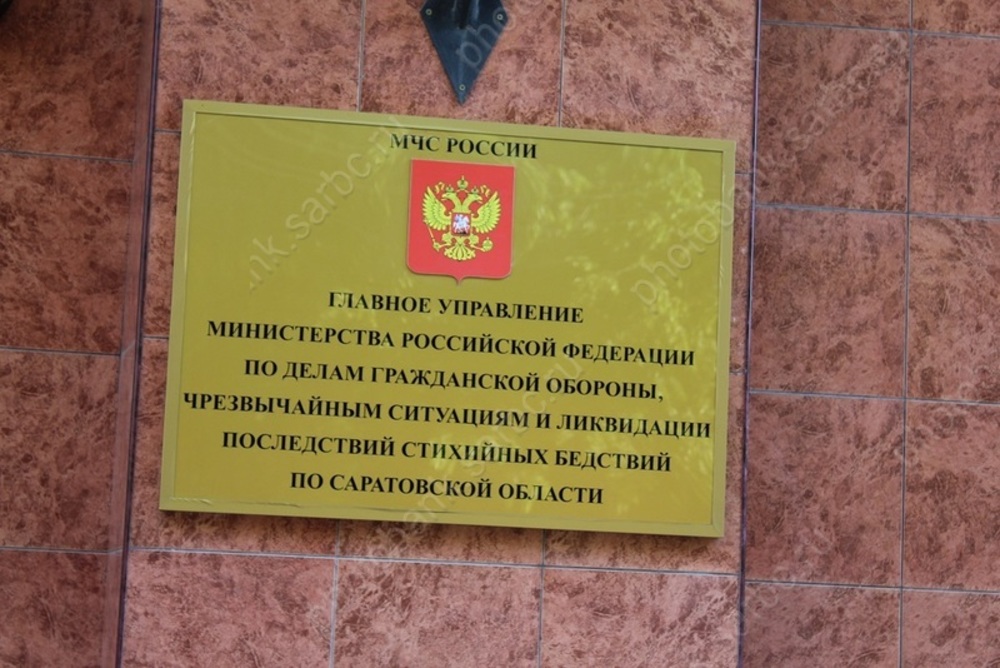 МЧС РОССИИ
ГЛАВНОЕ УПРАВЛЕНИЕ
МИНИСТЕРСТВА РОССИЙСКОЙ ФЕДЕРАЦИИ
ПО ДЕЛАМ ГРАЖДАНСКОЙ ОБОРОНЫ,
ЧРЕЗВЫЧАЙНЫМ СИТУАЦИЯМ И ЛИКВИДАЦИИ
ПОСЛЕДСТВИЙ СТИХИЙНЫХ БЕДСТВИЙ
ПО САРАТОВСКОЙ ОБЛАСТИ